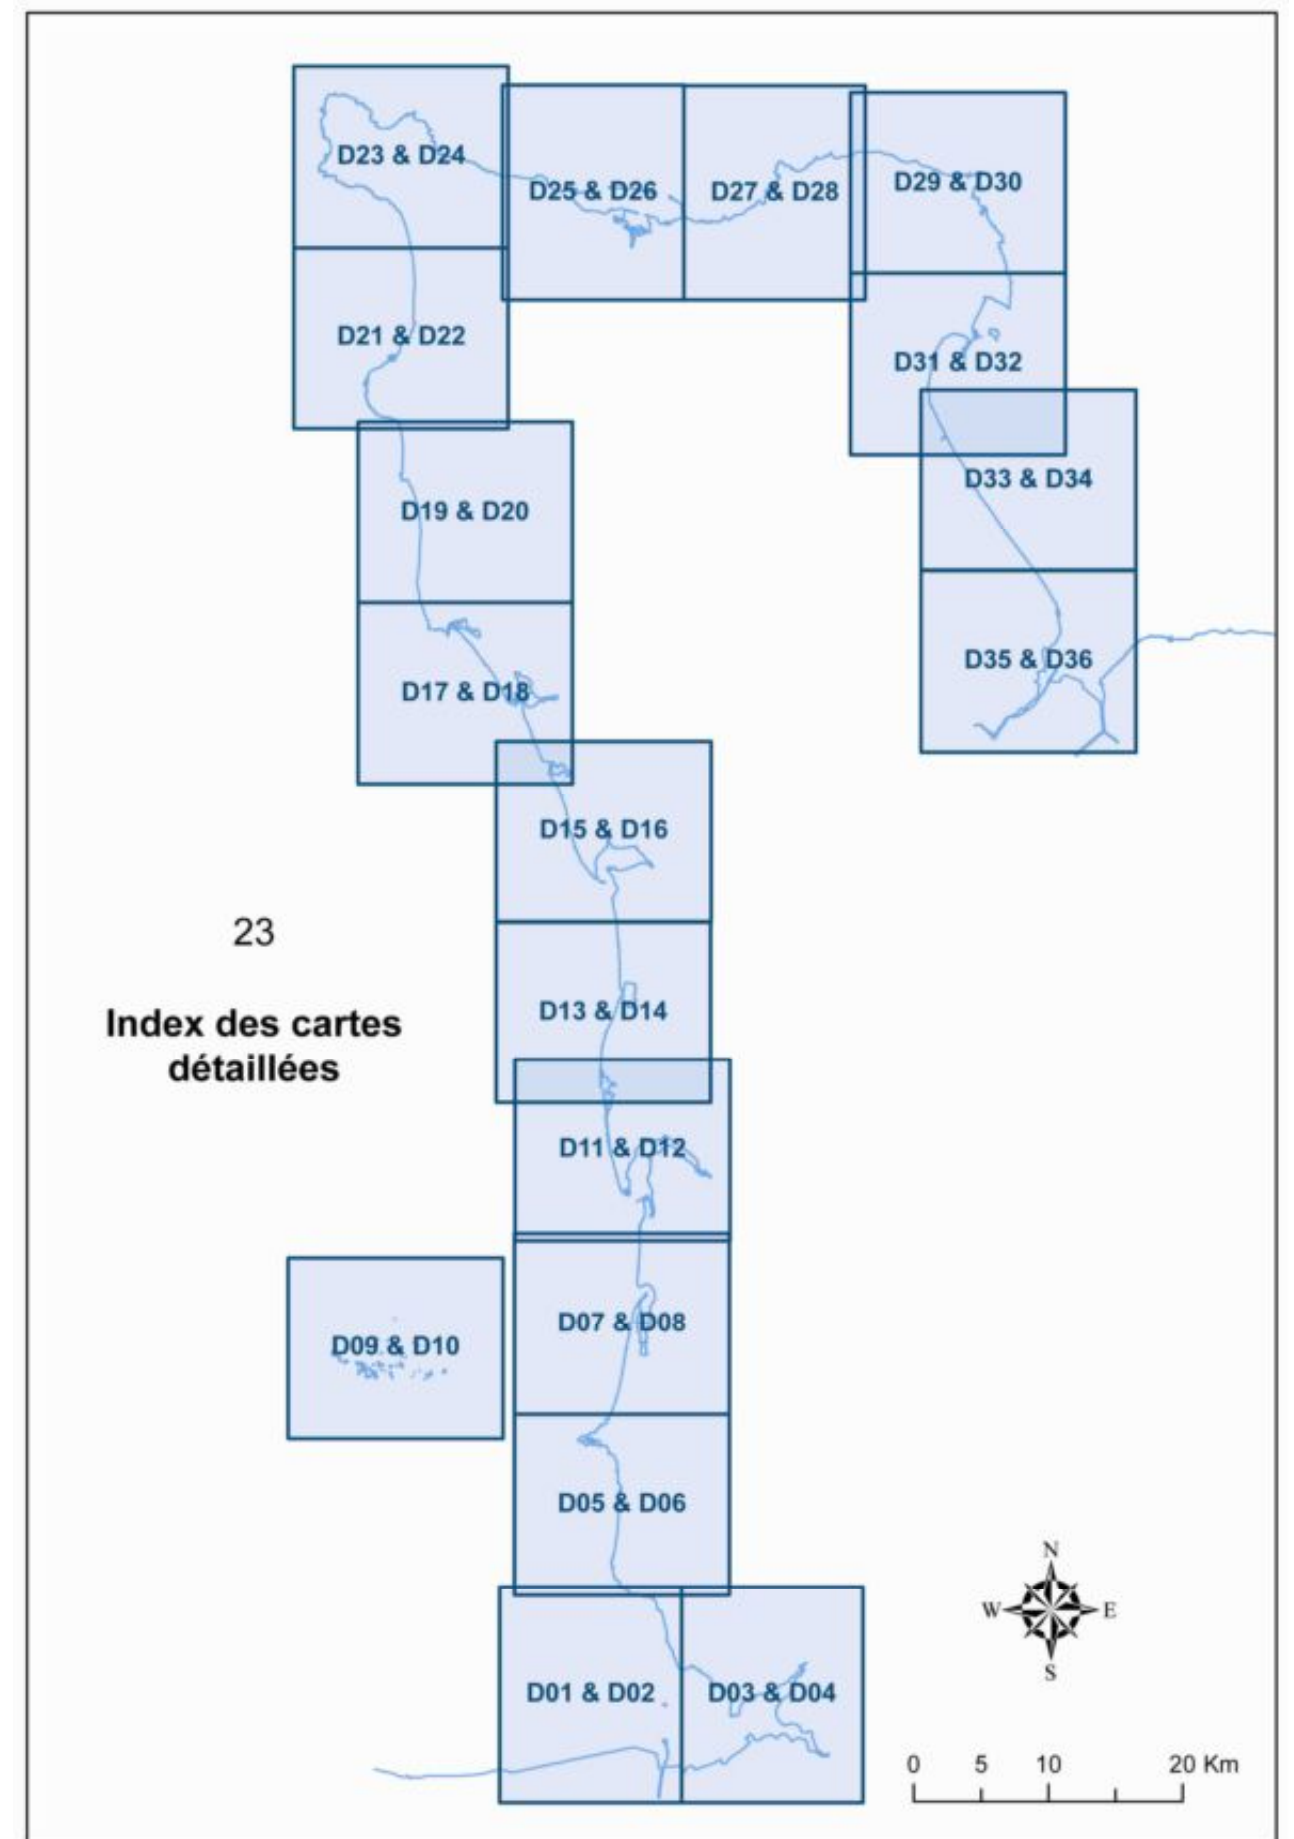 D23 & D24
D25 & D26
D27 & D28
D29 & D30
D21 & D22
D31 & D32
D33 & D34
D19 & D20
D35 & D36
D17 & D18
D15 & D16
23
Index des cartes
détaillées
D13 & D14
D11 & D12
D07 & D08
D09 & D10
D05 & D06
N
W E
S
D01 & D02
D03 & D04
0 5 10 20 Km